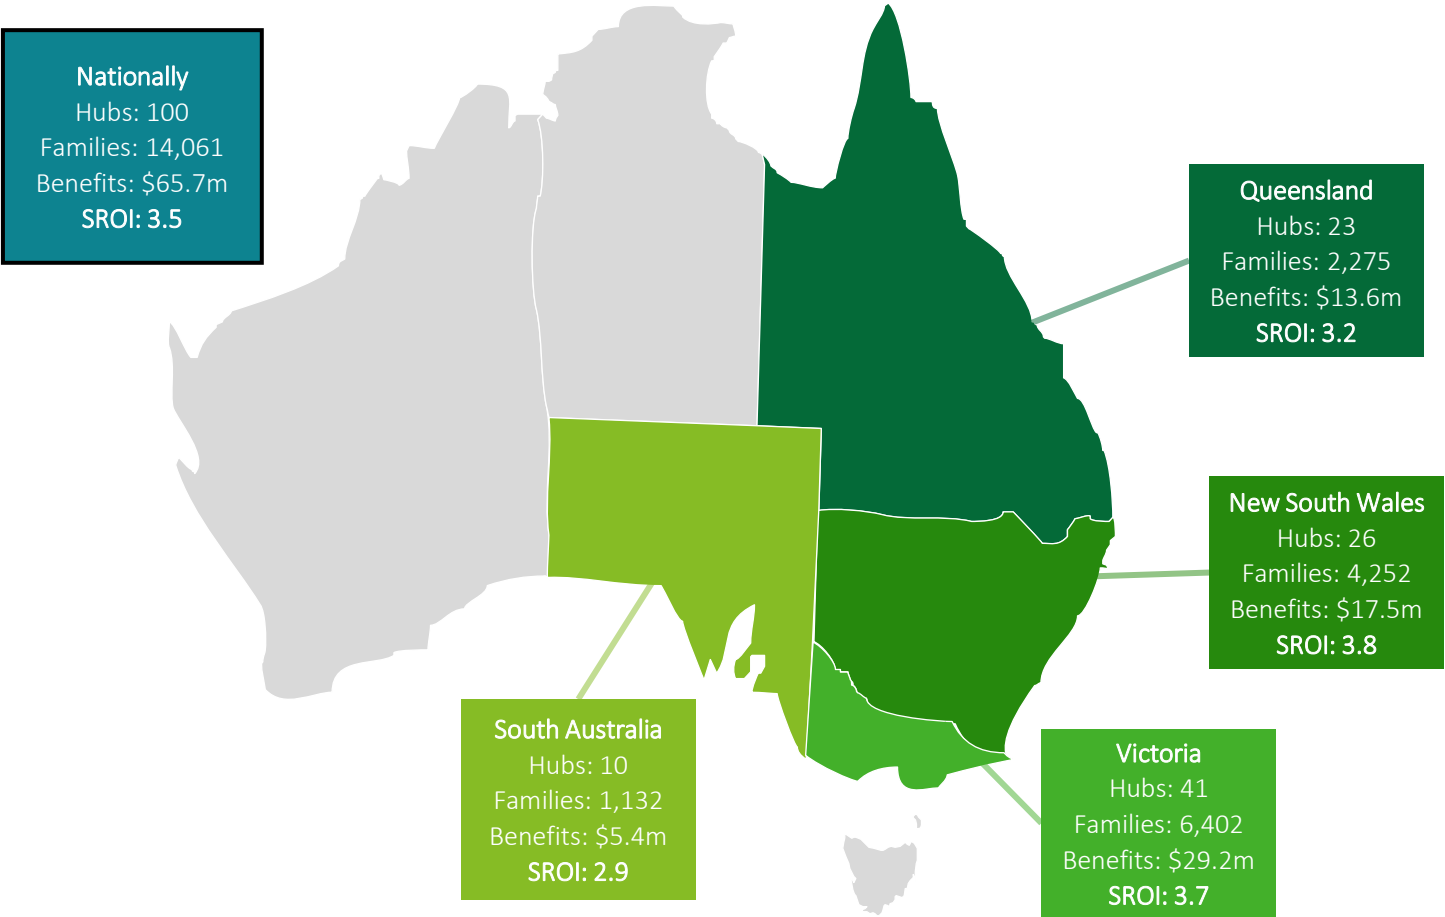 Nationally
Hubs: 100
Families: 14,061
Benefits: $65.7m
SROI: 3.5
Queensland
Hubs: 23
Families: 2,275
Benefits: $13.6m
SROI: 3.2
New South Wales
Hubs: 26
Families: 4,252
Benefits: $17.5m
SROI: 3.8
South Australia
Hubs: 10
Families: 1,132
Benefits: $5.4m
SROI: 2.9
Victoria
Hubs: 41
Families: 6,402
Benefits: $29.2m
SROI: 3.7